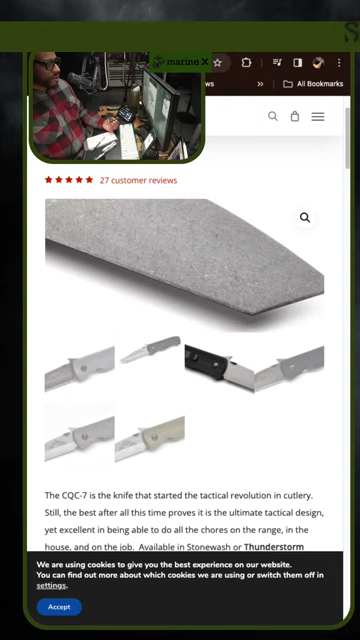 marine X
All Bookmarks
27 customer reviews
The CQC-7 is the knife that started the tactical revolution in cutlery.
Still, the best after all this time proves it is the ultimate tactical design,
yet excellent in being able to do all the chores on the range, in the
house, and on the job. Available in Stonewash or Thunderstorm
We are using cookies to give you the best experience on our website.
You can find out more about which cookies we are using or switch them off in
settings.
Accept